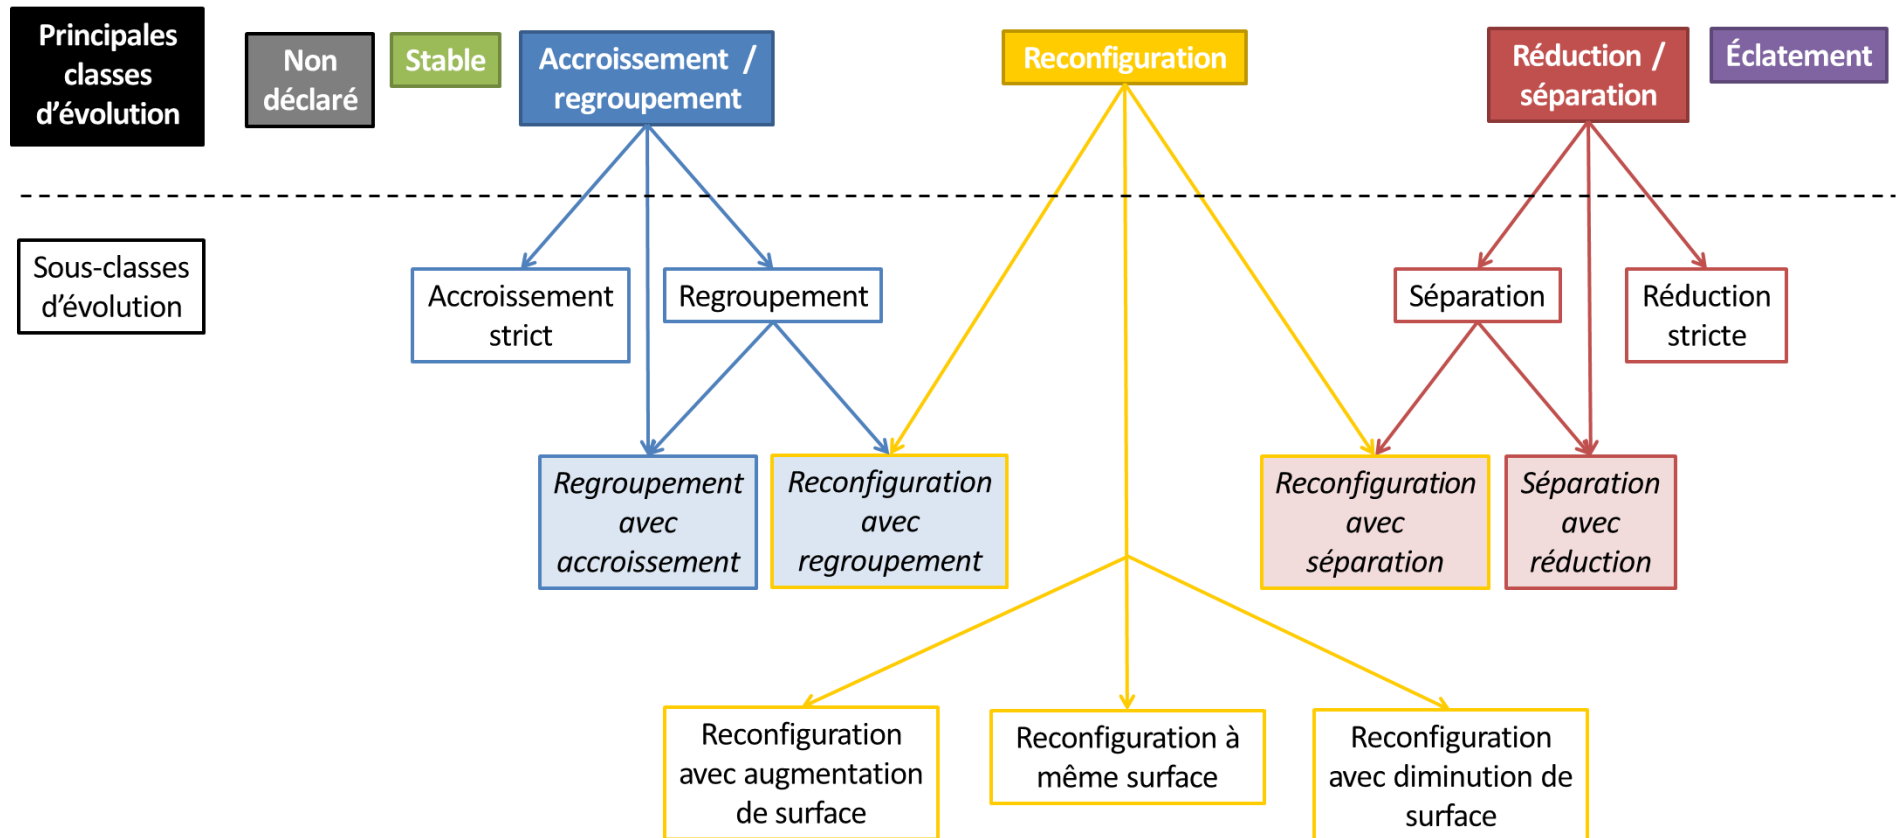 Principales
classes
d’évolution
Non
déclaré
Stable
Accroissement /
regroupement
Reconfiguration
Réduction /
séparation
Éclatement
Sous-classes
d’évolution
Accroissement
strict
Regroupement
Séparation
Réduction
stricte
Regroupement
avec
accroissement
Reconfiguration
avec
regroupement
Reconfiguration
avec
séparation
Séparation
avec
réduction
Reconfiguration
avec augmentation
de surface
Reconfiguration à
même surface
Reconfiguration
avec diminution de
surface